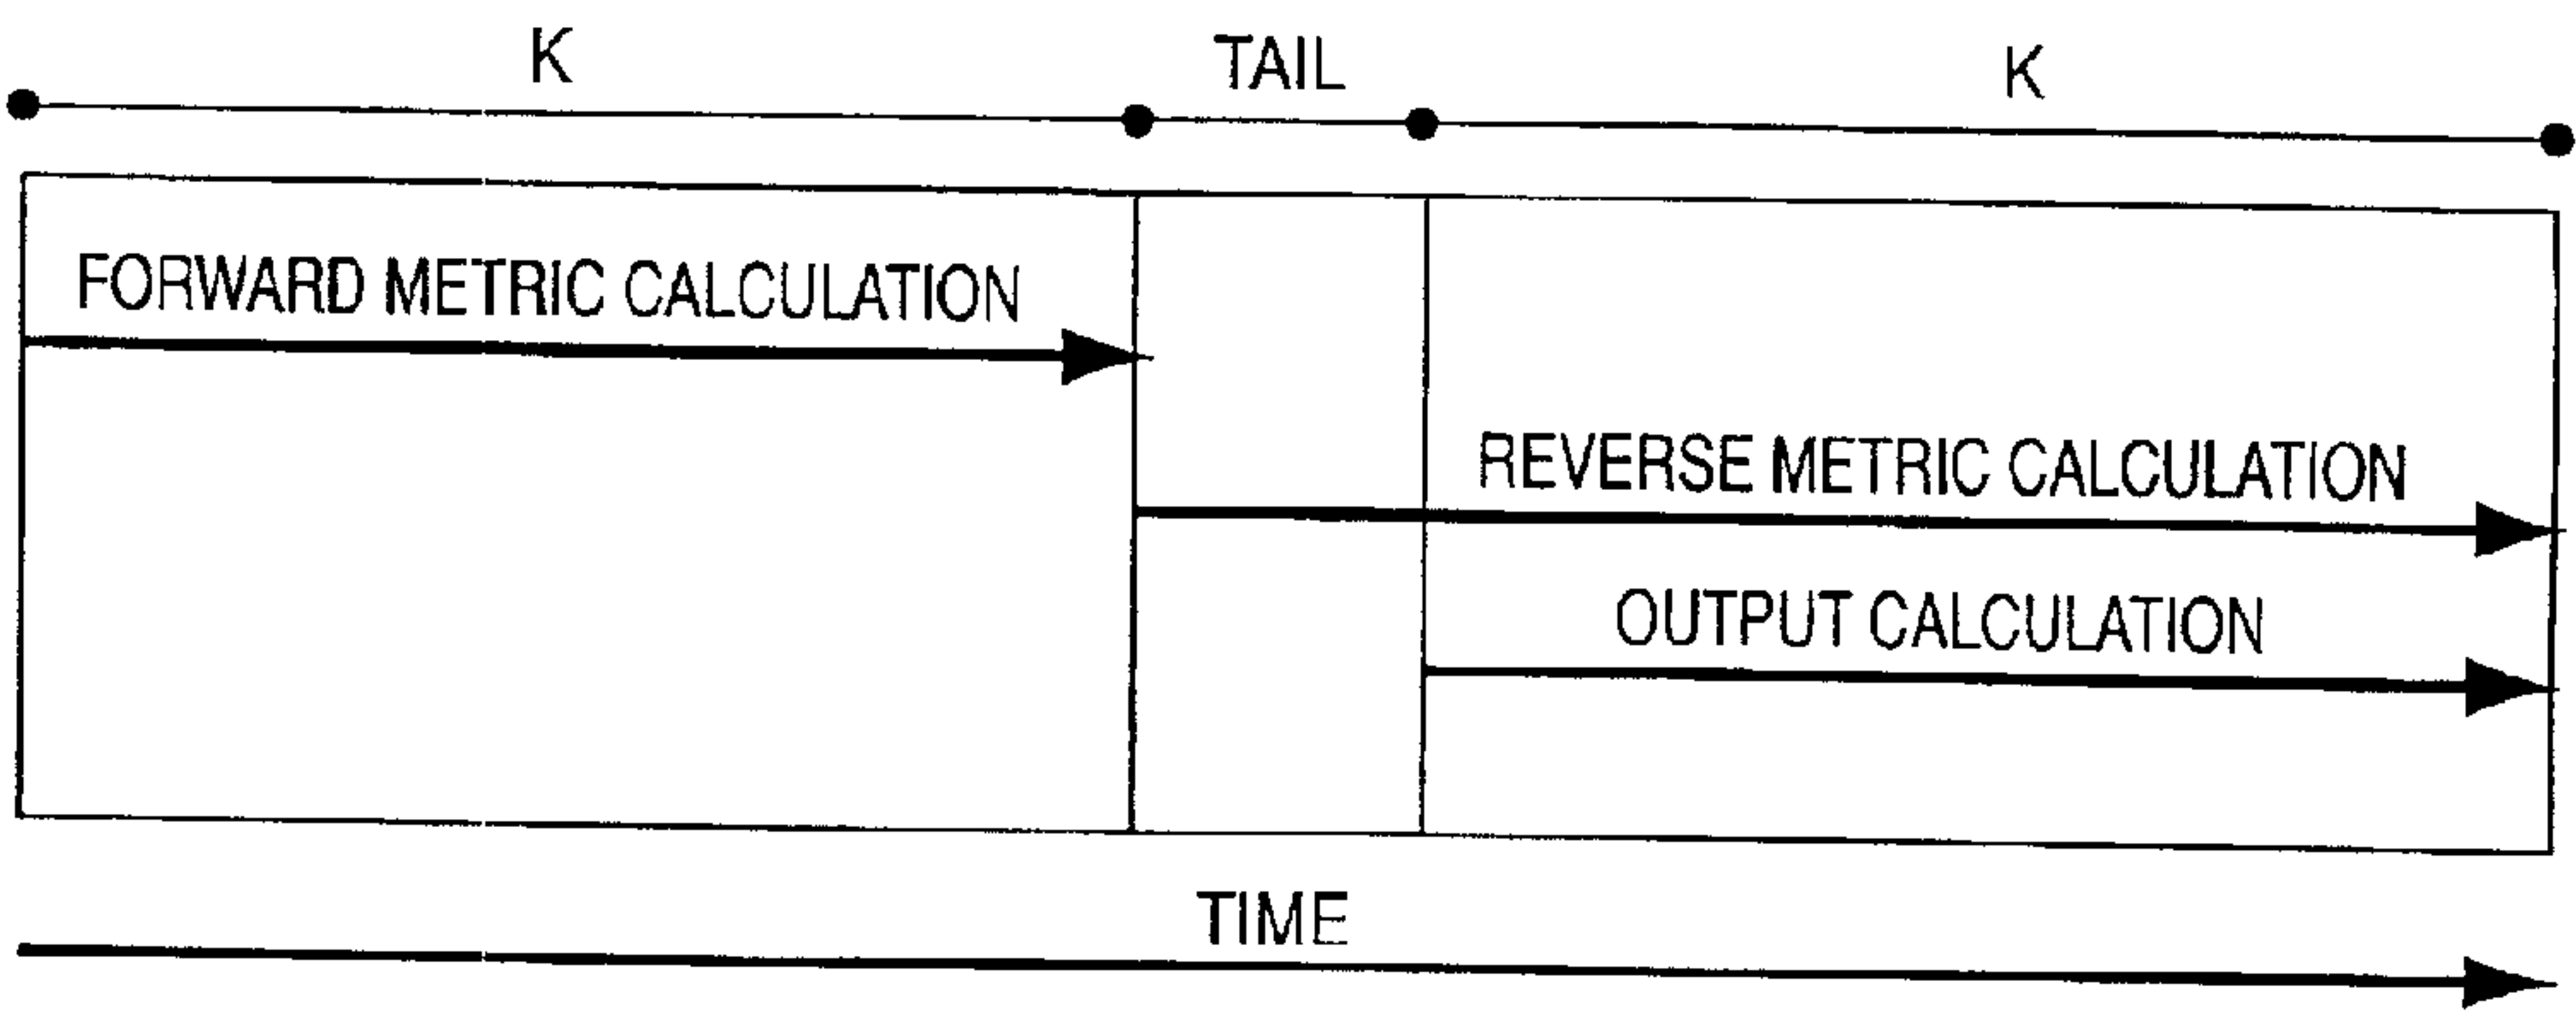 K
TAIL
K
FORWARD METRIC CALCULATION
REVERSE METRIC CALCULATION
OUTPUT CALCULATION
TIME